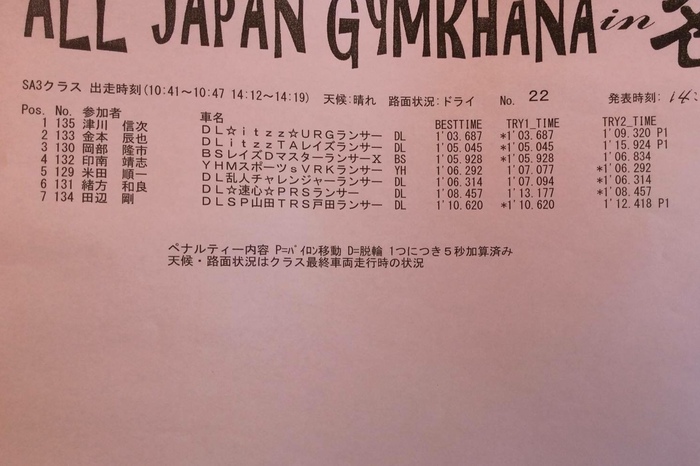 ALL JAPAN GYMKHANA in
SA3クラス 出走時刻(10:41～10:47 14:12～14:19) 天候:晴れ 路面状況:ドライ No. 22 発表時刻: 14:
Pos. No. 参加者 車名 BESTTIME TRY1_TIME TRY2_TIME
1 135 津川 信次 DL☆itzz☆URGランサー DL 1'03.687 *1'03.687 1'09.320 P1
2 133 金本 辰也 DLitzzTAレイズランサー DL 1'05.045 *1'05.045 1'15.924 P1
3 130 岡部 隆市 BSレイズDマスターランサーX BS 1'05.928 *1'05.928 1'06.834
4 132 印南 靖志 YHMスポーツsVRKランサー YH 1'06.292 1'07.077 *1'06.292
5 129 米田 順一 DL乱人チャレンジャーランサー DL 1'06.314 1'07.094 *1'06.314
6 131 緒方 和良 DL☆速心☆PRSランサー DL 1'08.457 1'13.177 *1'08.457
7 134 田辺 剛 DLSP山田TRS戸田ランサー DL 1'10.620 *1'10.620 1'12.418 P1
ペナルティー内容 P=ﾊﾟｲﾛﾝ移動 D=脱輪 1つにつき5秒加算済み
天候・路面状況はクラス最終車両走行時の状況